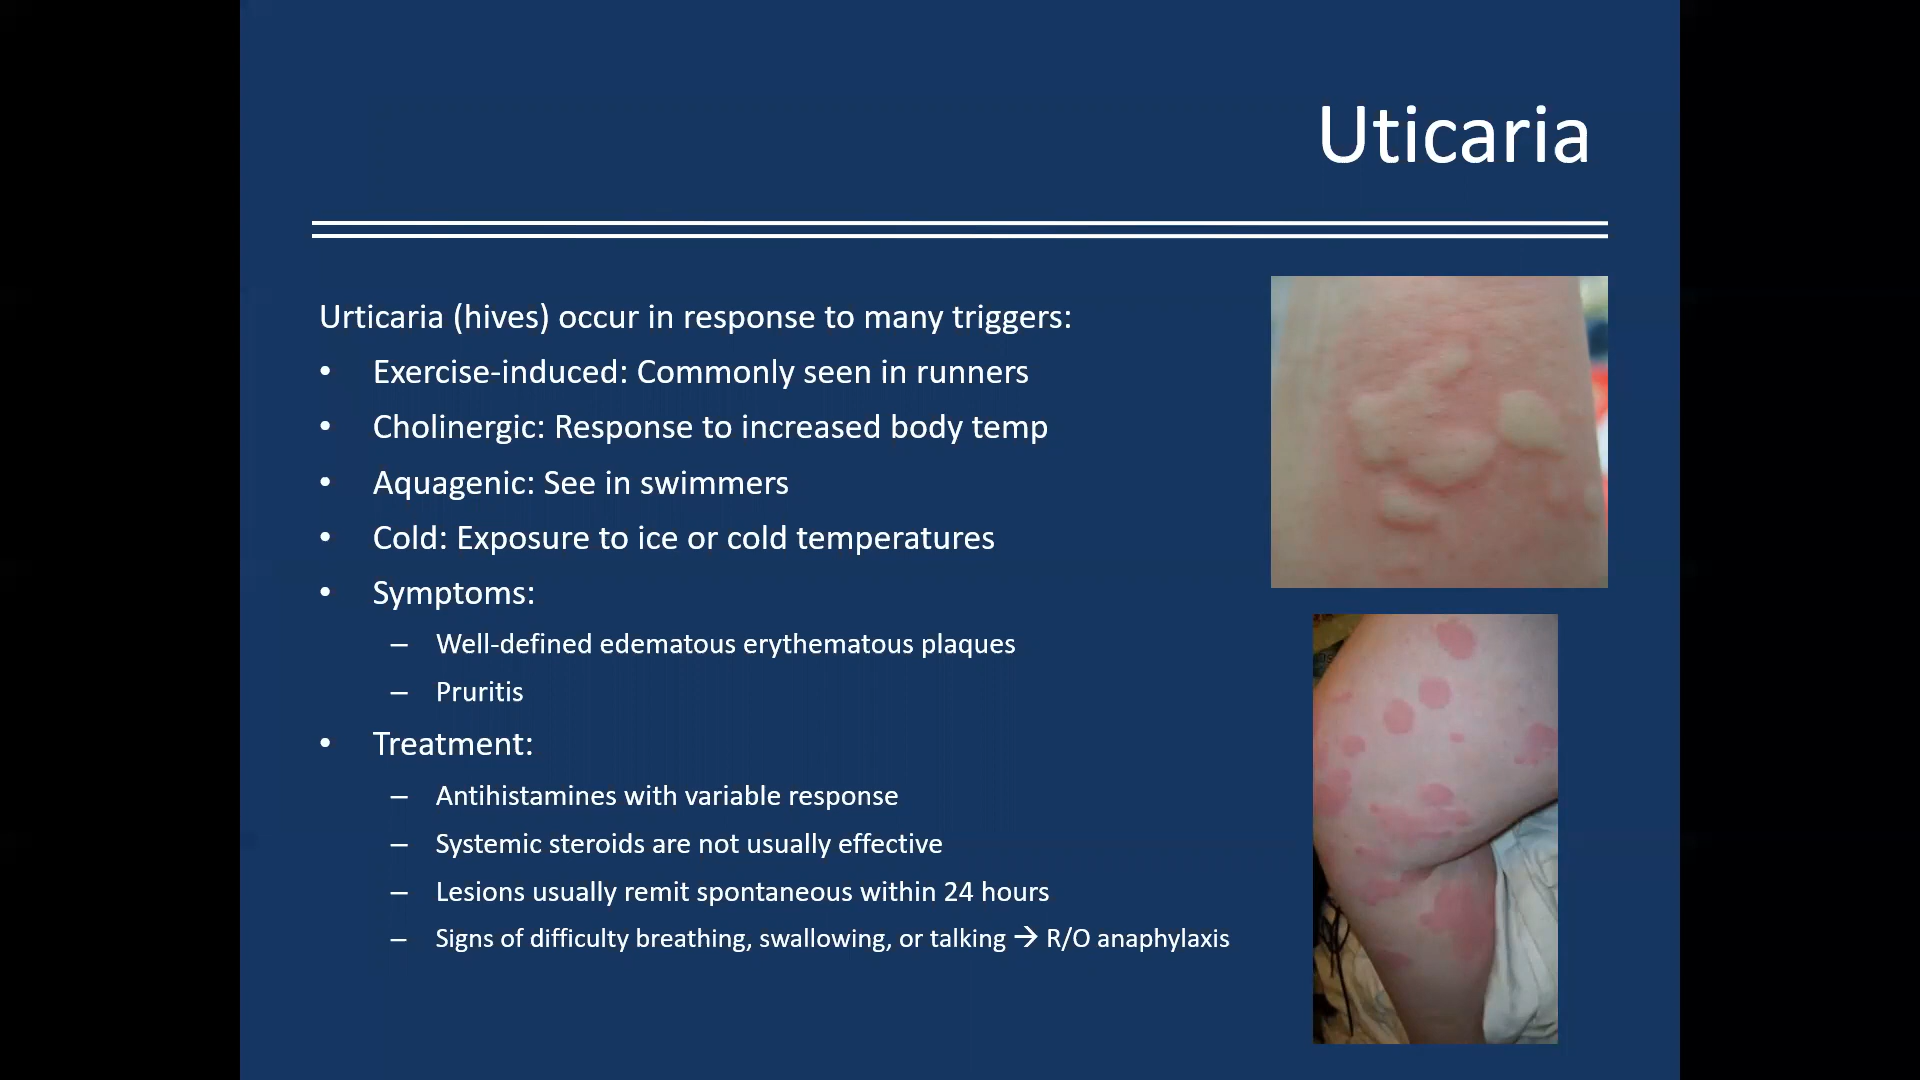 Uticaria
Urticaria (hives) occur in response to many triggers:
• Exercise-induced: Commonly seen in runners
• Cholinergic: Response to increased body temp
• Aquagenic: See in swimmers
• Cold: Exposure to ice or cold temperatures
• Symptoms:
– Well-defined edematous erythematous plaques
– Pruritis
• Treatment:
– Antihistamines with variable response
– Systemic steroids are not usually effective
– Lesions usually remit spontaneous within 24 hours
– Signs of difficulty breathing, swallowing, or talking → R/O anaphylaxis